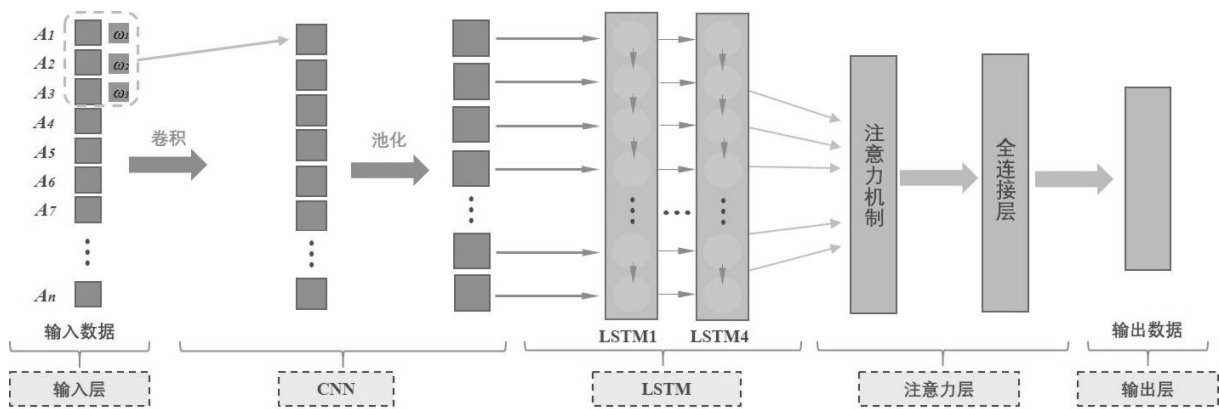 A1
A2
A3
A4
A5
A6
A7
An
ω1
ω2
ω3
卷积
池化
注意力机制
全连接层
输入数据
LSTM1
LSTM4
输出数据
输入层
CNN
LSTM
注意力层
输出层